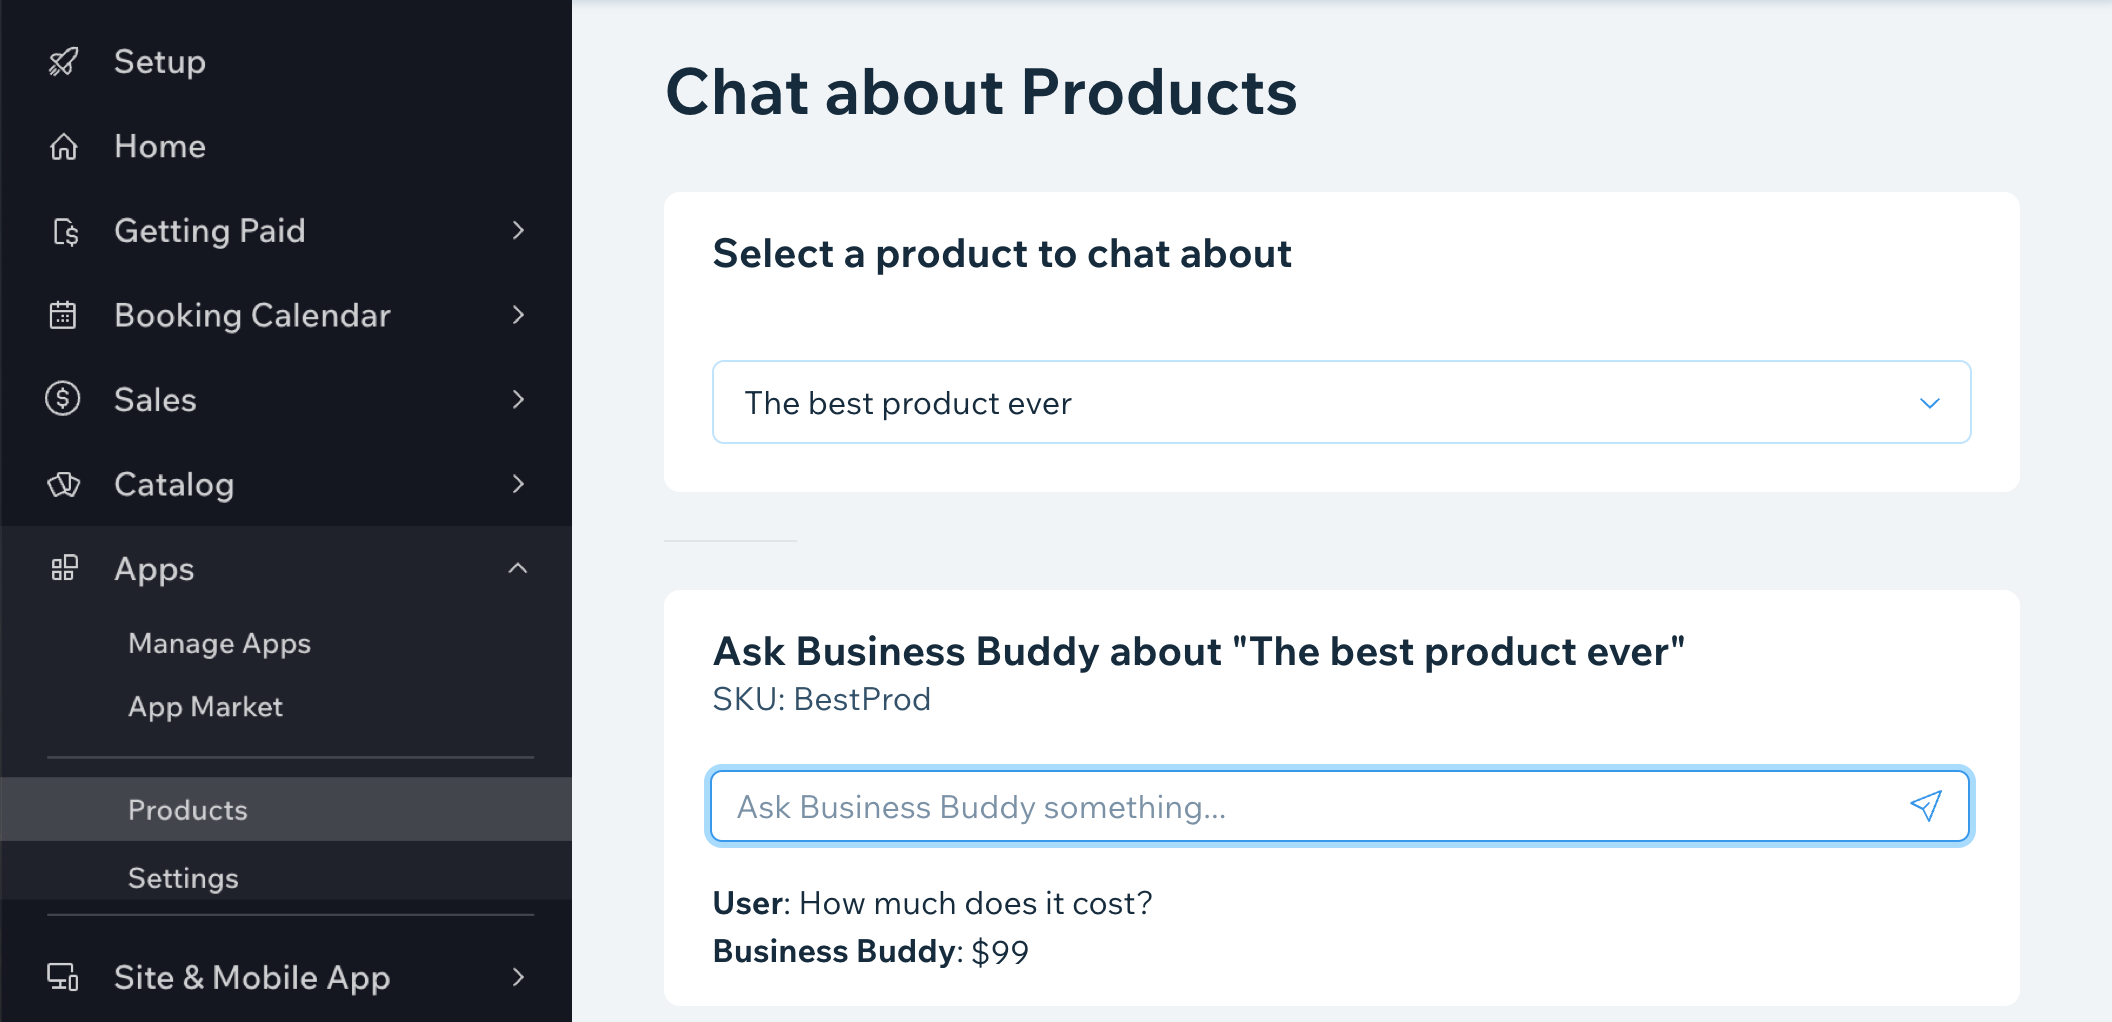 Setup
Home
Getting Paid
Booking Calendar
Sales
Catalog
Apps
Manage Apps
App Market
Products
Settings
Site & Mobile App
Chat about Products
Select a product to chat about
The best product ever
Ask Business Buddy about "The best product ever"
SKU: BestProd
Ask Business Buddy something...
User: How much does it cost?
Business Buddy: $99